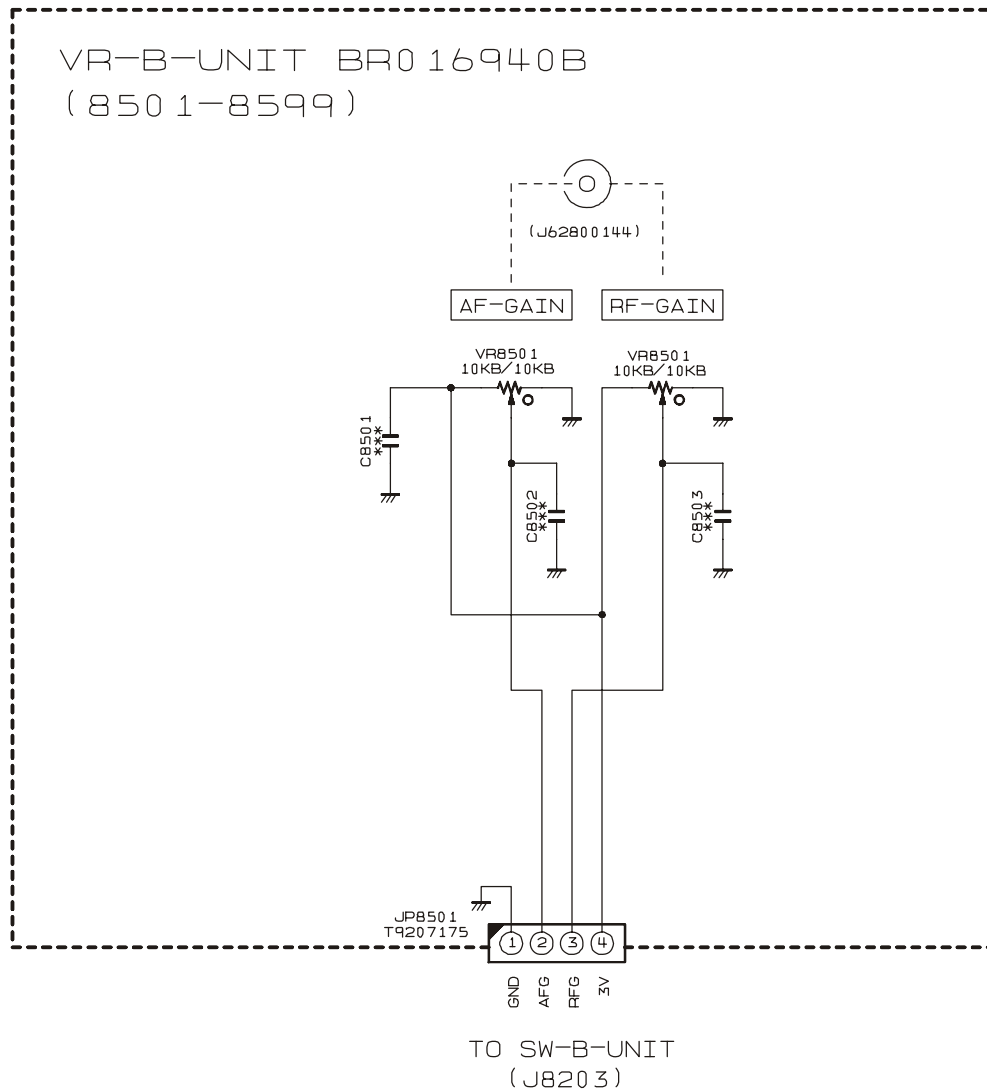 VR-B-UNIT BR016940B
(8501-8599)
(J62800144)
AF-GAIN
RF-GAIN
VR8501
10KB/10KB
VR8501
10KB/10KB
C8501
***
C8502
***
C8503
***
JP8501
T9207175
1 2 3 4
GND
AFG
RFG
3V
TO SW-B-UNIT
(J8203)